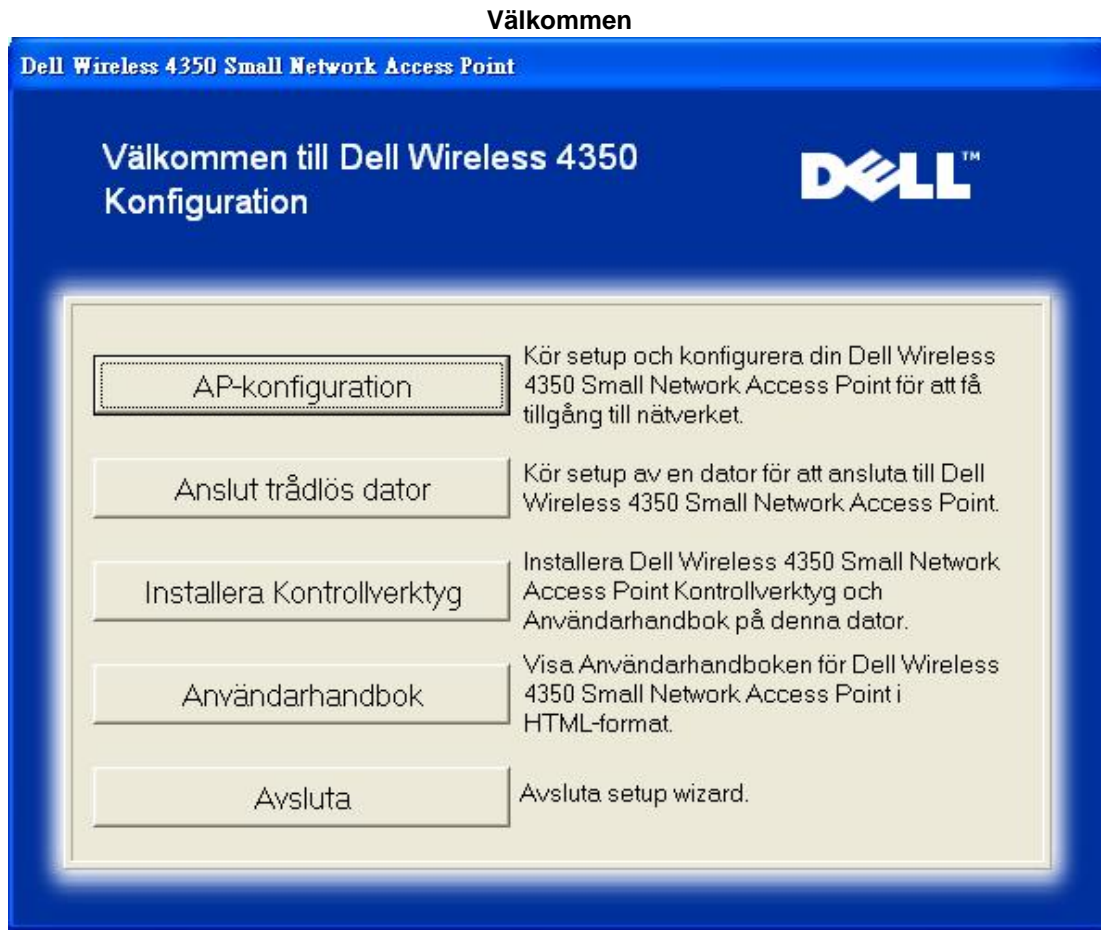 Välkommen
Dell Wireless 4350 Small Network Access Point
Välkommen till Dell Wireless 4350
Konfiguration
DELL™
AP-konfiguration
Kör setup och konfigurera din Dell Wireless
4350 Small Network Access Point för att få
tillgång till nätverket.
Anslut trådlös dator
Kör setup av en dator för att ansluta till Dell
Wireless 4350 Small Network Access Point.
Installera Kontrollverktyg
Installera Dell Wireless 4350 Small Network
Access Point Kontrollverktyg och
Användarhandbok på denna dator.
Användarhandbok
Visa Användarhandboken för Dell Wireless
4350 Small Network Access Point i
HTML-format.
Avsluta
Avsluta setup wizard.